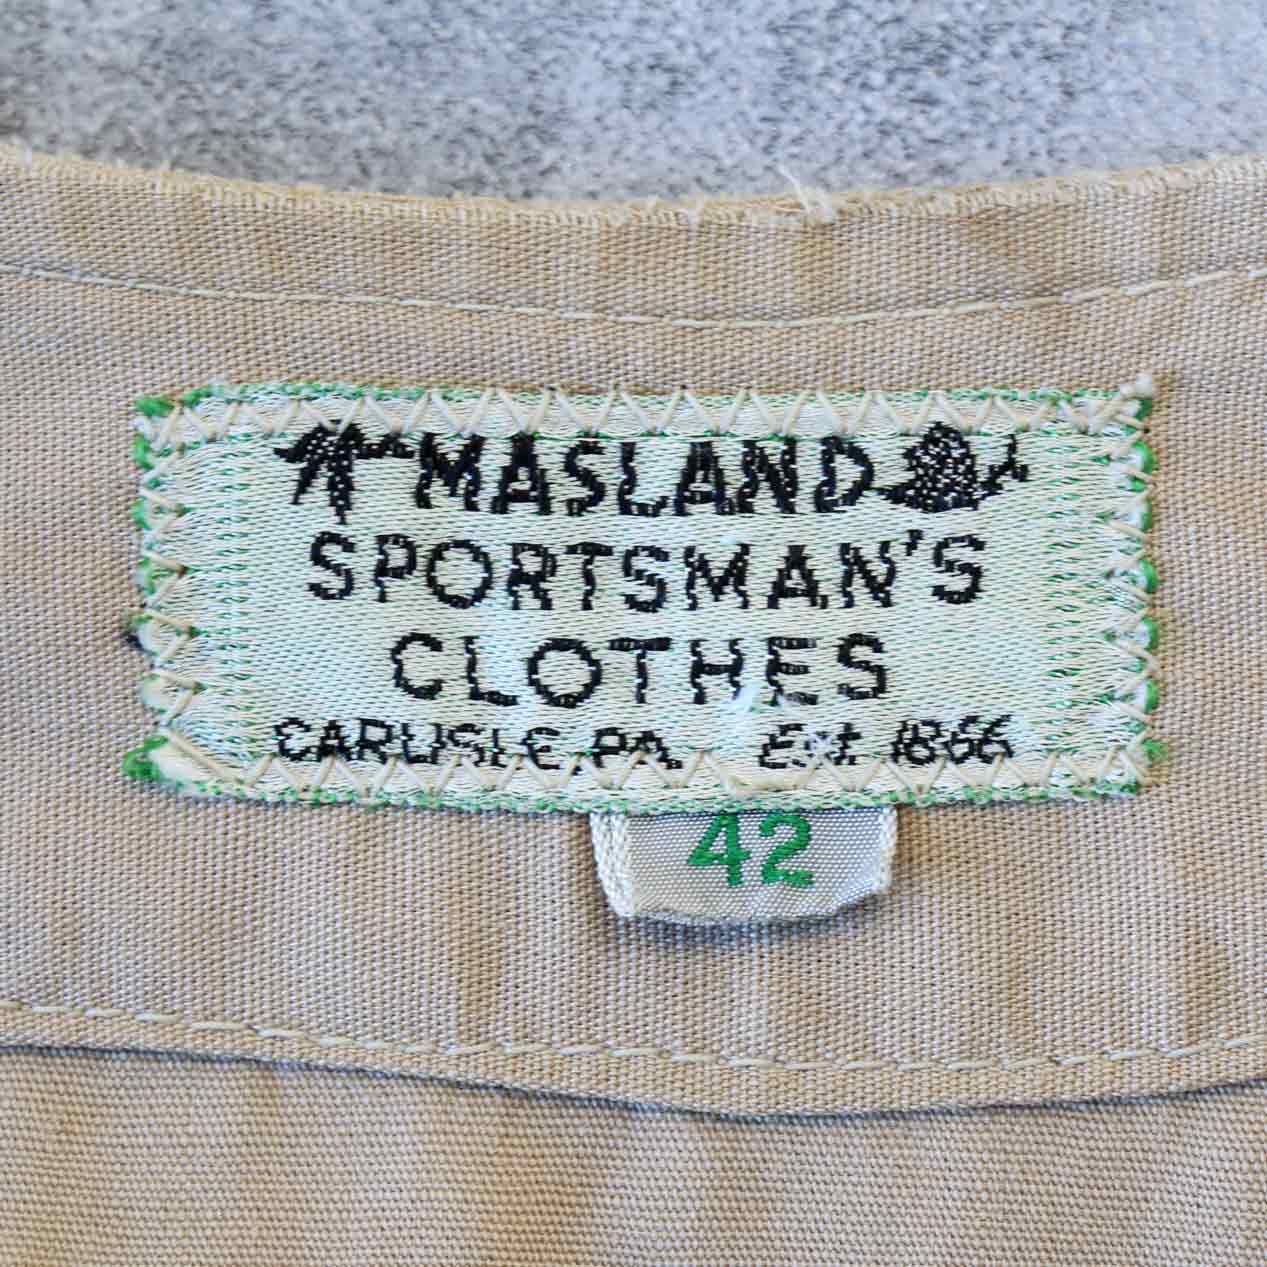 MASLAND
SPORTSMAN'S
CLOTHES
CARLISLE, PA. Est. 1866
42